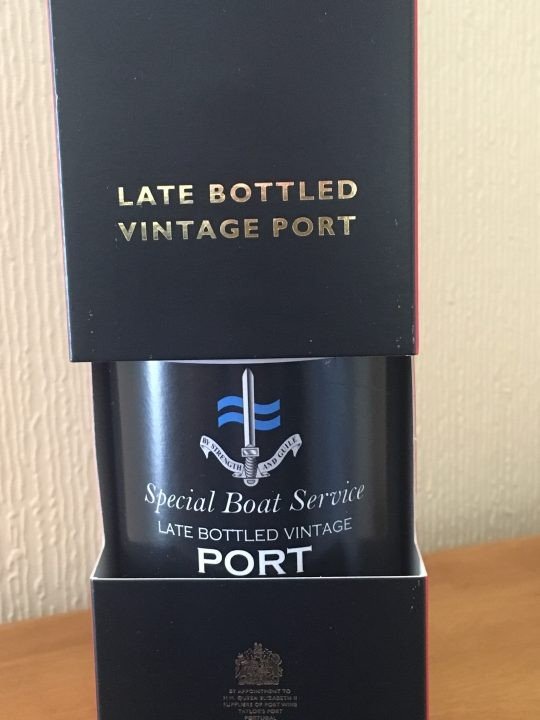 LATE BOTTLED
VINTAGE PORT
BY STRENGTH AND GUILE
Special Boat Service
LATE BOTTLED VINTAGE
PORT
BY APPOINTMENT TO
H.M. QUEEN ELIZABETH II
SUPPLIERS OF PORT WINE
TAYLOR'S PORT
PORTUGAL